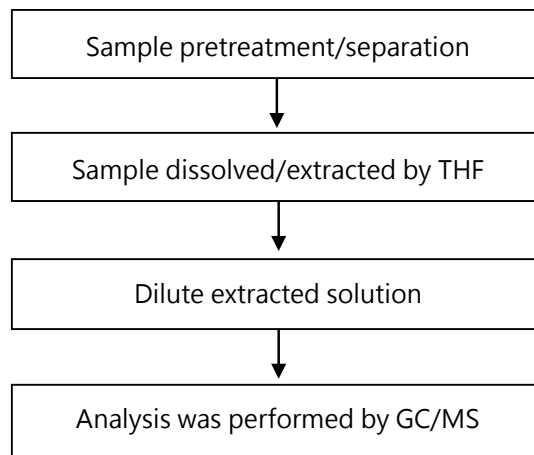 Sample pretreatment/separation
Sample dissolved/extracted by THF
Dilute extracted solution
Analysis was performed by GC/MS